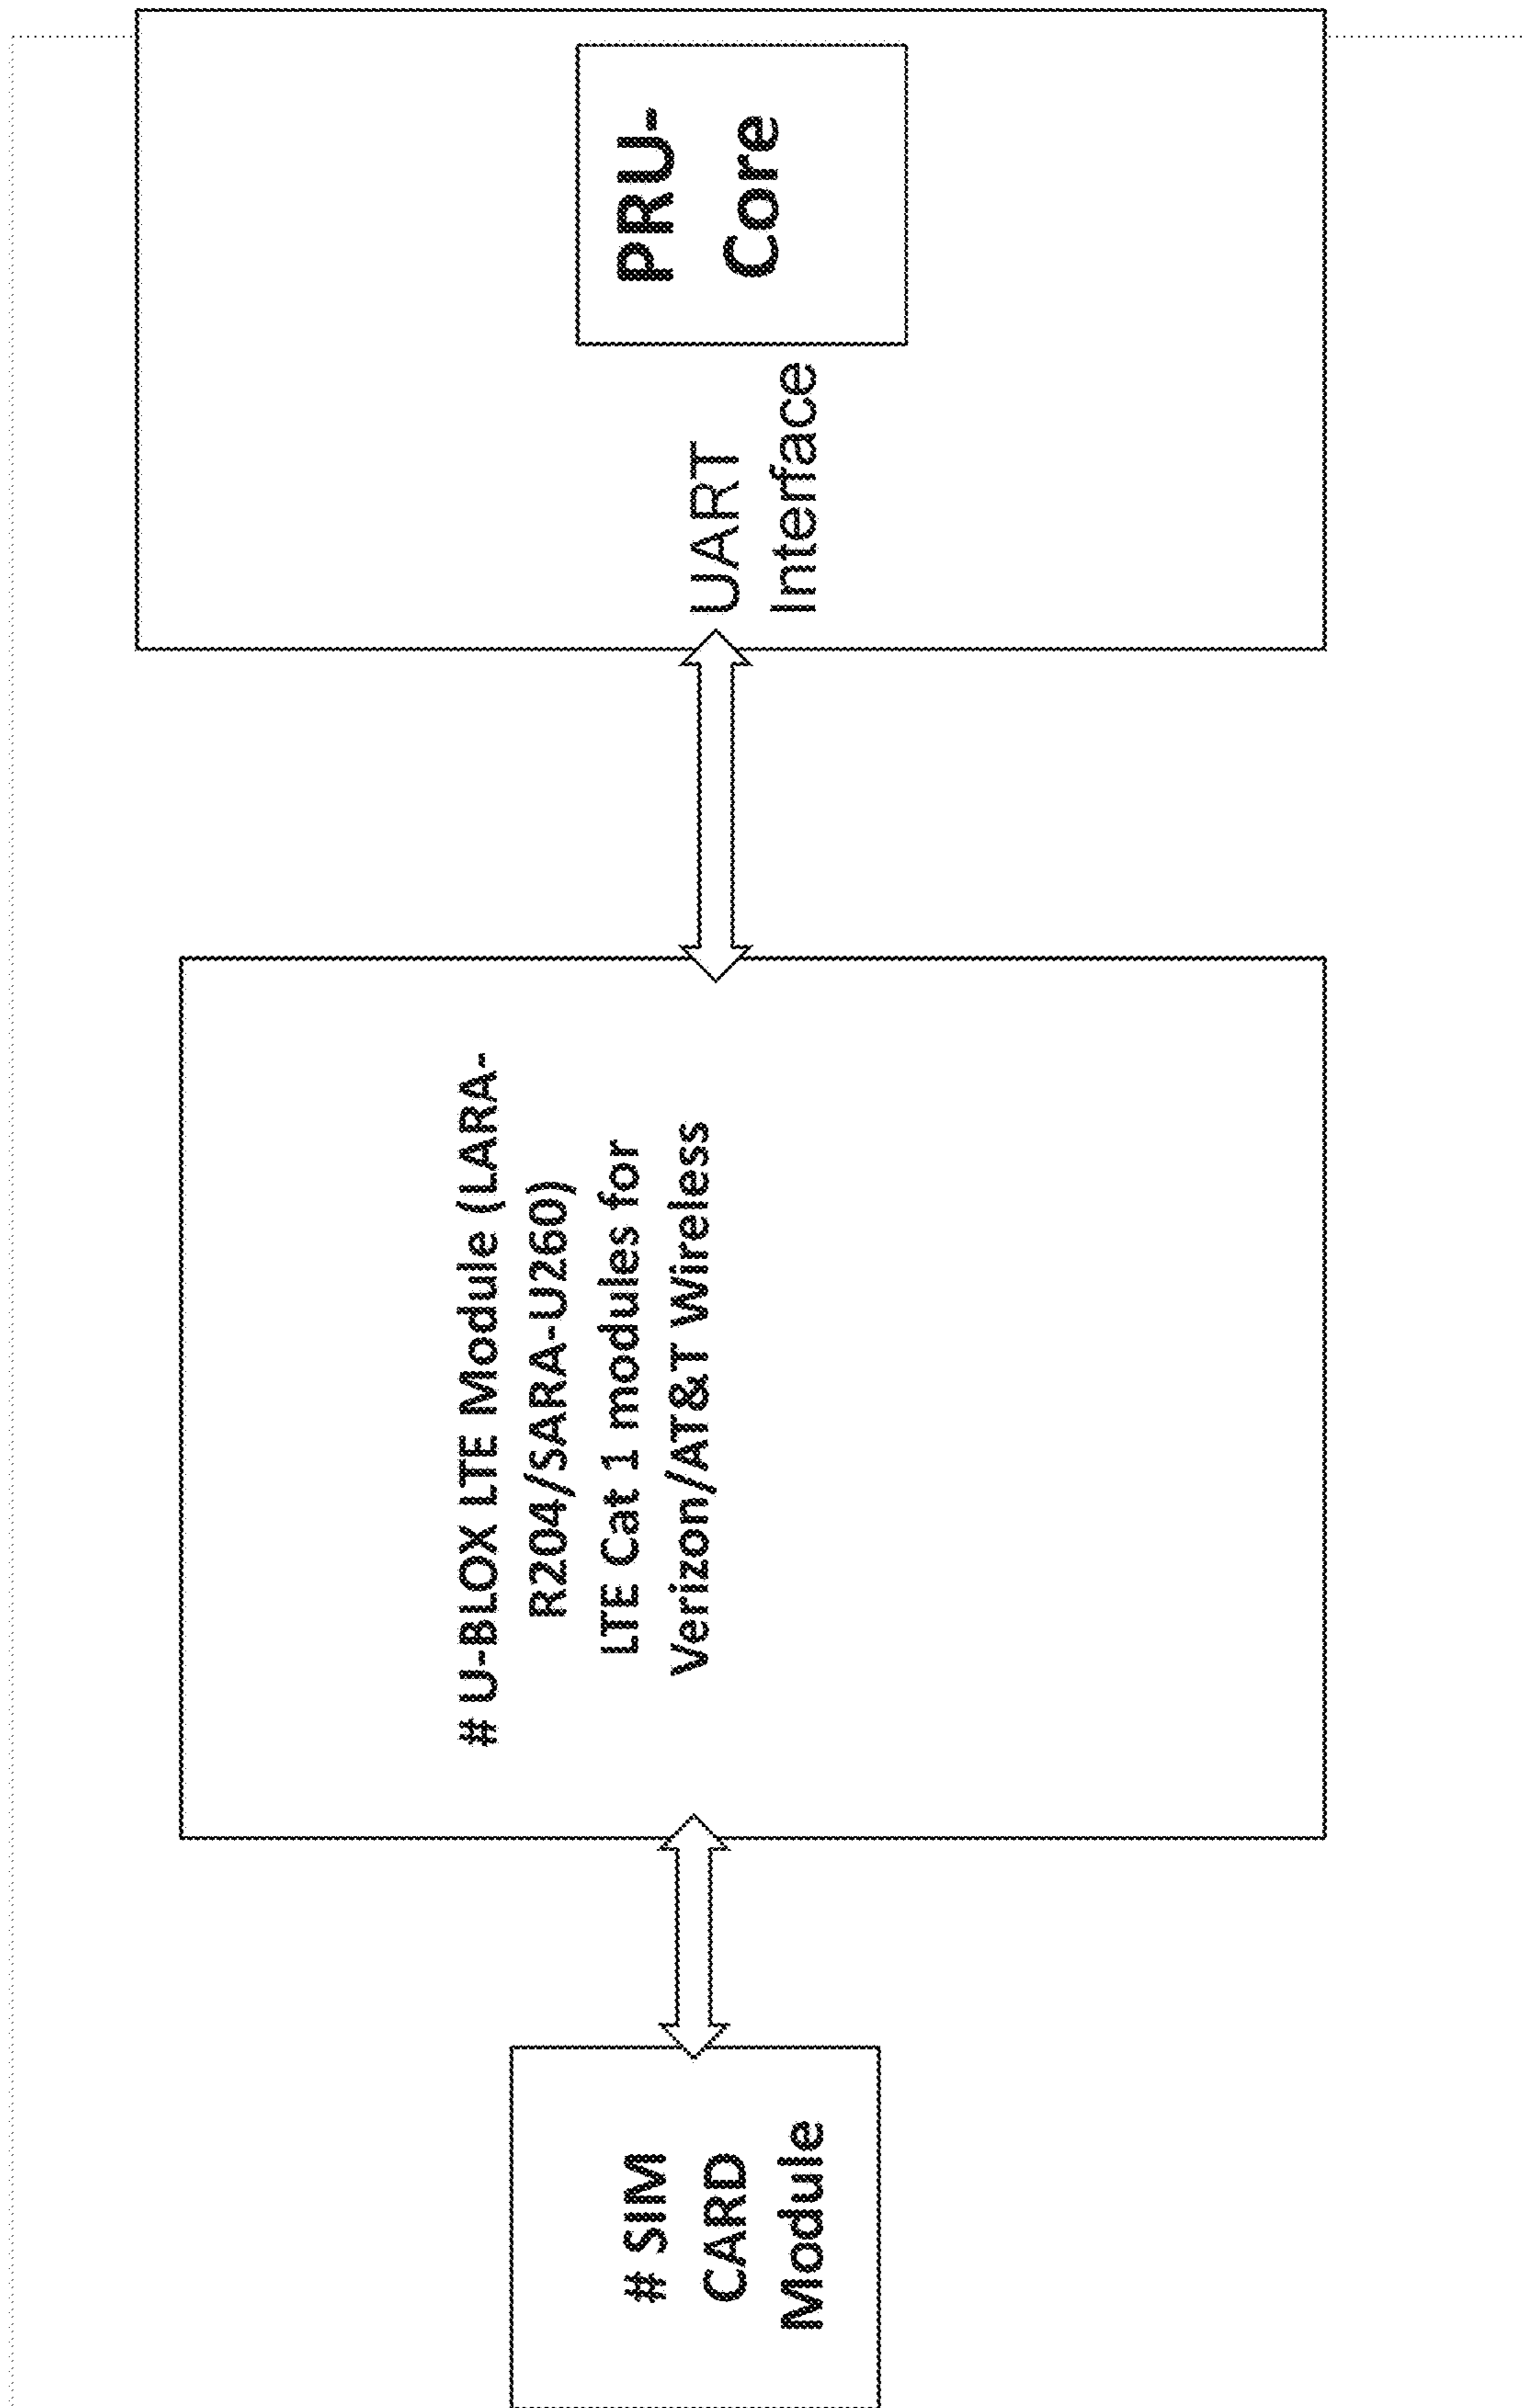 # SIM
CARD
Module
# U-BLOX LTE Module (LARA-
R204/SARA-U260)
LTE Cat 1 modules for
Verizon/AT&T Wireless
UART
Interface
PRU-
Core